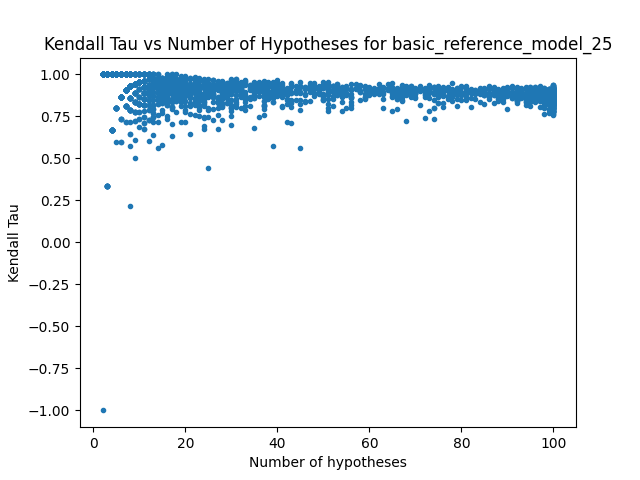 Kendall Tau vs Number of Hypotheses for basic_reference_model_25
1.00
0.75
0.50
0.25
0.00
−0.25
−0.50
−0.75
−1.00
Kendall Tau
0 20 40 60 80 100
Number of hypotheses